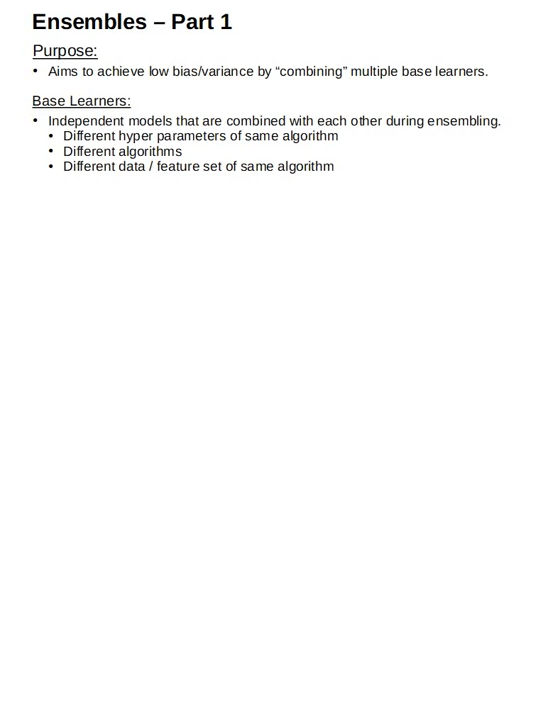 Ensembles – Part 1
Purpose:
• Aims to achieve low bias/variance by “combining” multiple base learners.
Base Learners:
• Independent models that are combined with each other during ensembling.
• Different hyper parameters of same algorithm
• Different algorithms
• Different data / feature set of same algorithm